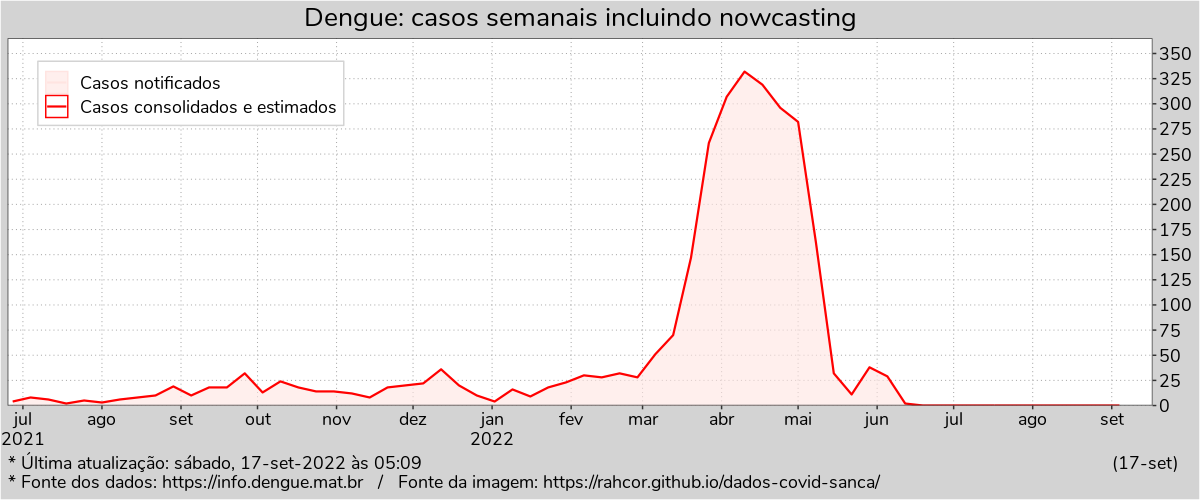 Dengue: casos semanais incluindo nowcasting
Casos notificados
Casos consolidados e estimados
350
325
300
275
250
225
200
175
150
125
100
75
50
25
0
jul ago set out nov dez jan fev mar abr mai jun jul ago set
2021 2022
* Última atualização: sábado, 17-set-2022 às 05:09 (17-set)
* Fonte dos dados: https://info.dengue.mat.br / Fonte da imagem: https://rahcor.github.io/dados-covid-sanca/